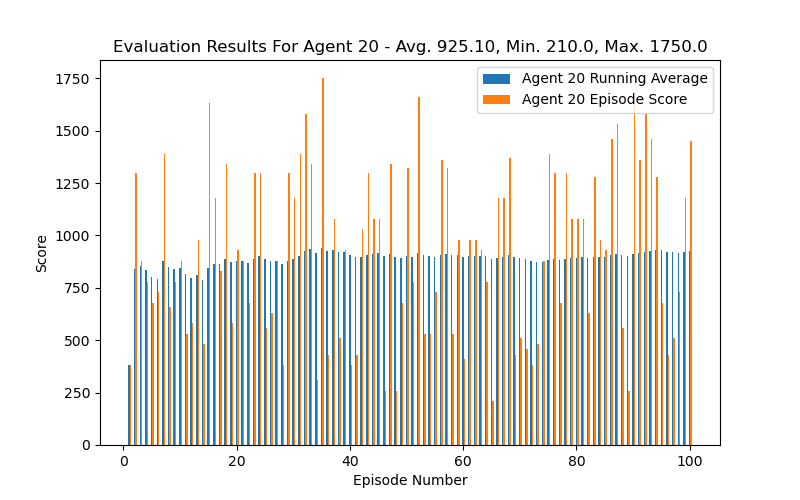 Evaluation Results For Agent 20 - Avg. 925.10, Min. 210.0, Max. 1750.0
Agent 20 Running Average
Agent 20 Episode Score
Score
1750
1500
1250
1000
750
500
250
0
0 20 40 60 80 100
Episode Number